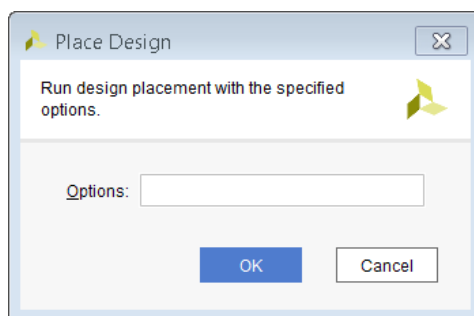 Place Design
Run design placement with the specified
options.
Options:
OK
Cancel